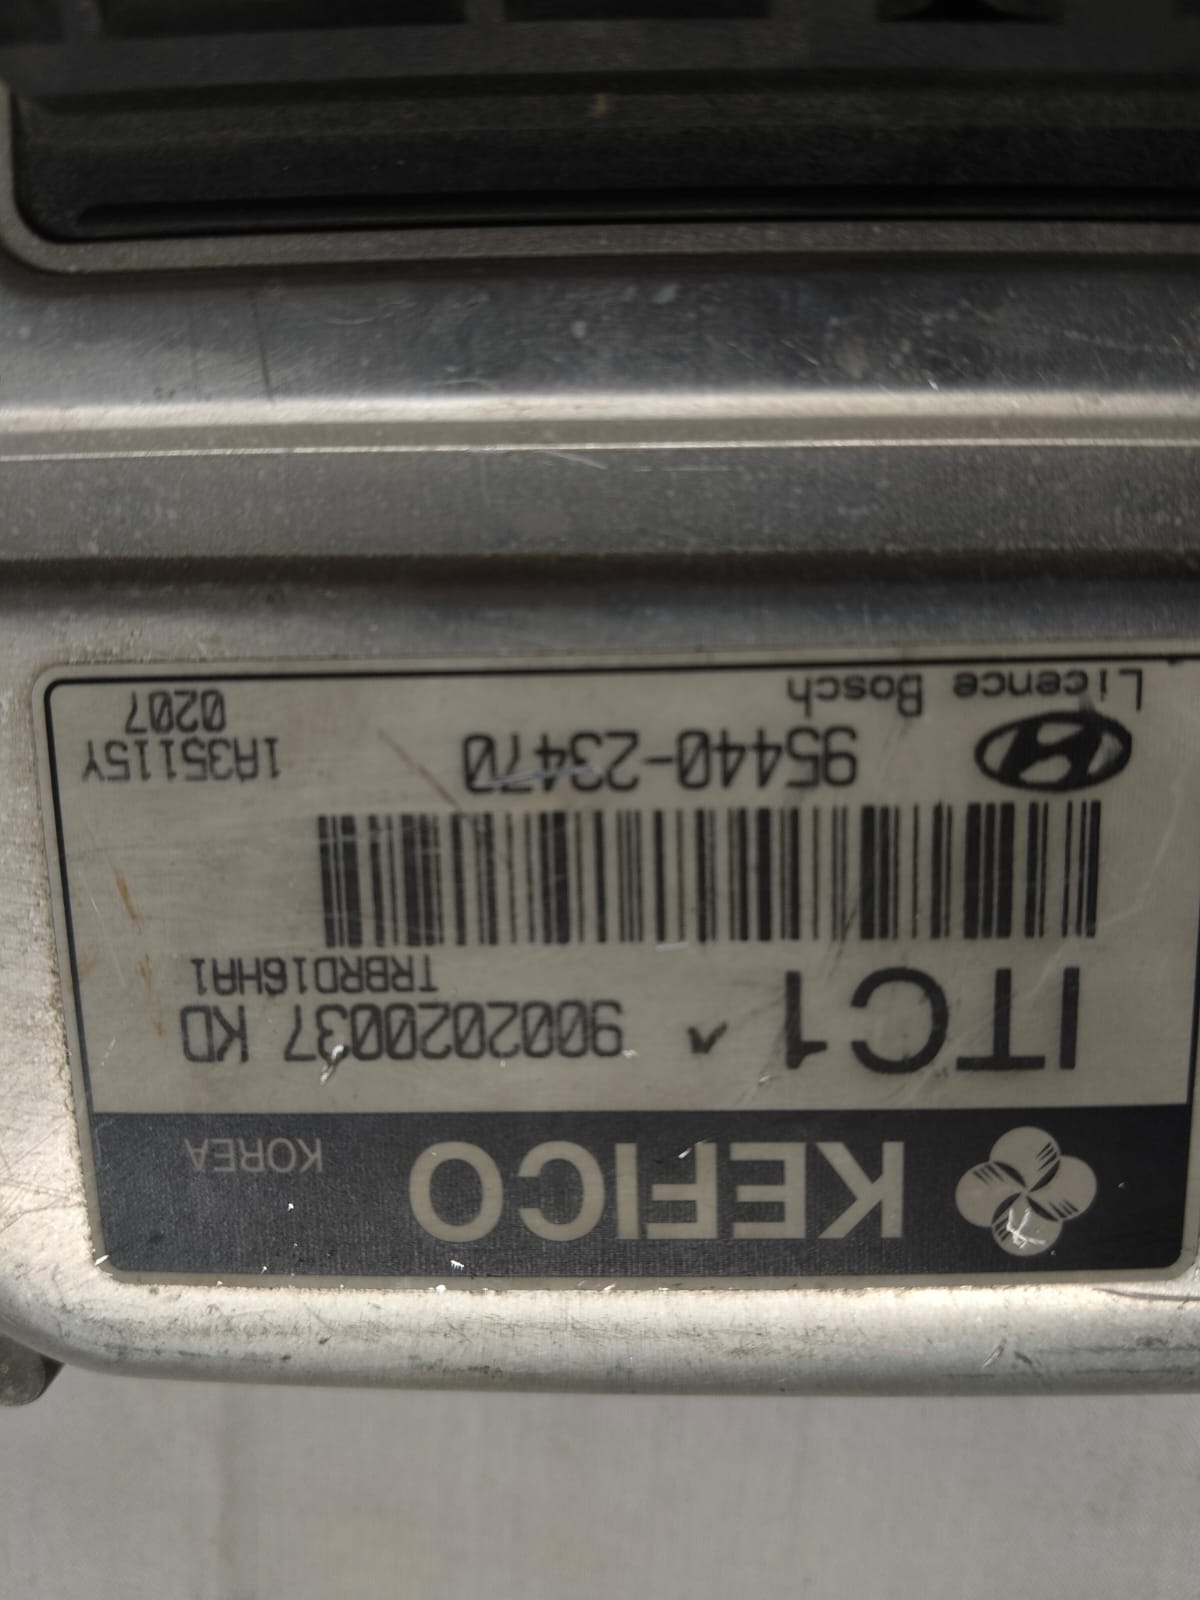 KEFICO KOREA
ITC1 9002020037 KD
TRBRD16HA1
95440-23470 1A35115Y
Licence Bosch 0207